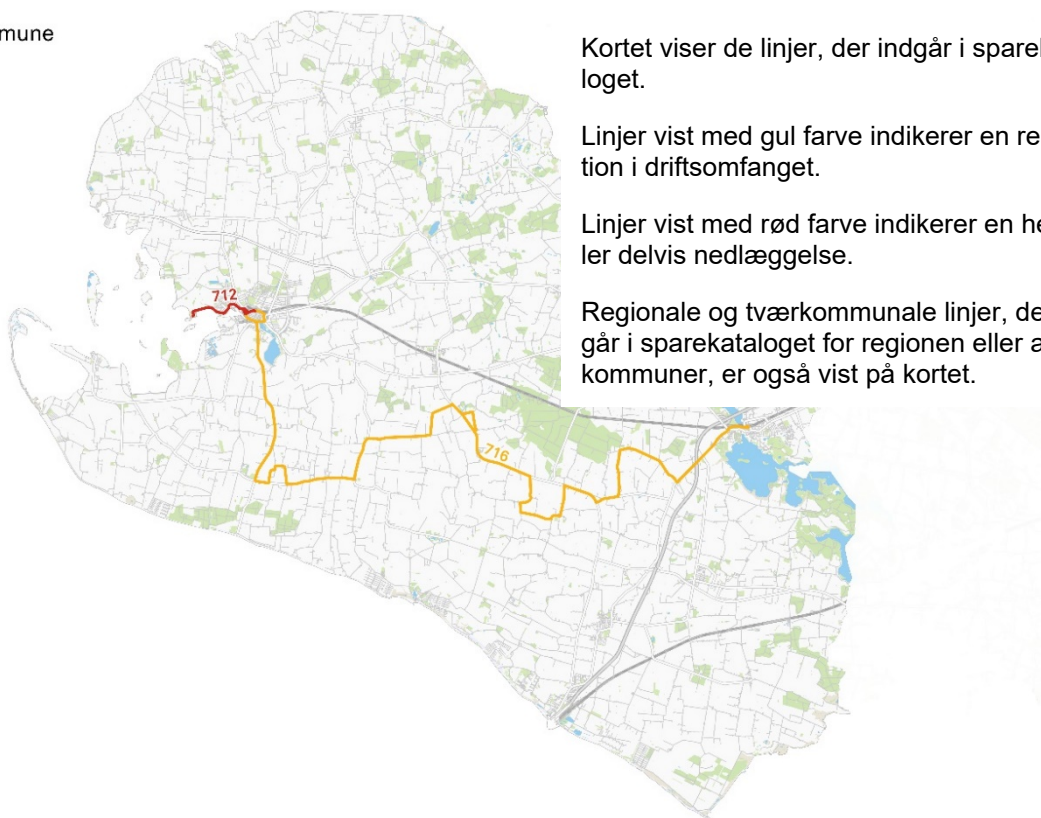 mune
Kortet viser de linjer, der indgår i sparek
loget.
Linjer vist med gul farve indikerer en re
tion i driftsomfanget.
Linjer vist med rød farve indikerer en he
ler delvis nedlæggelse.
Regionale og tværkommunale linjer, de
går i sparekataloget for regionen eller a
kommuner, er også vist på kortet.
712
716